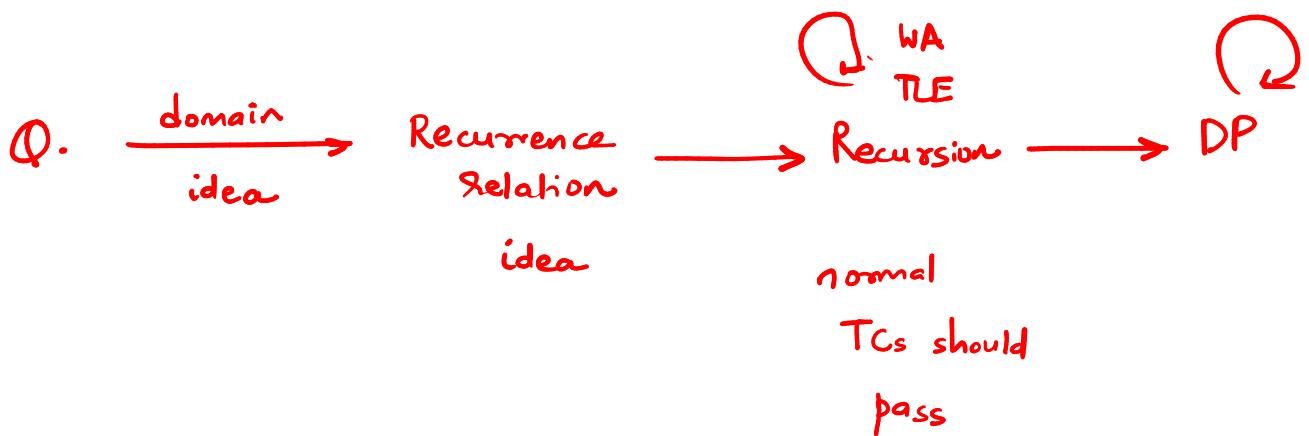 Q.
domain
idea
Recurrence
relation
idea
WA
TLE
Recursion
normal
TCs should
pass
DP